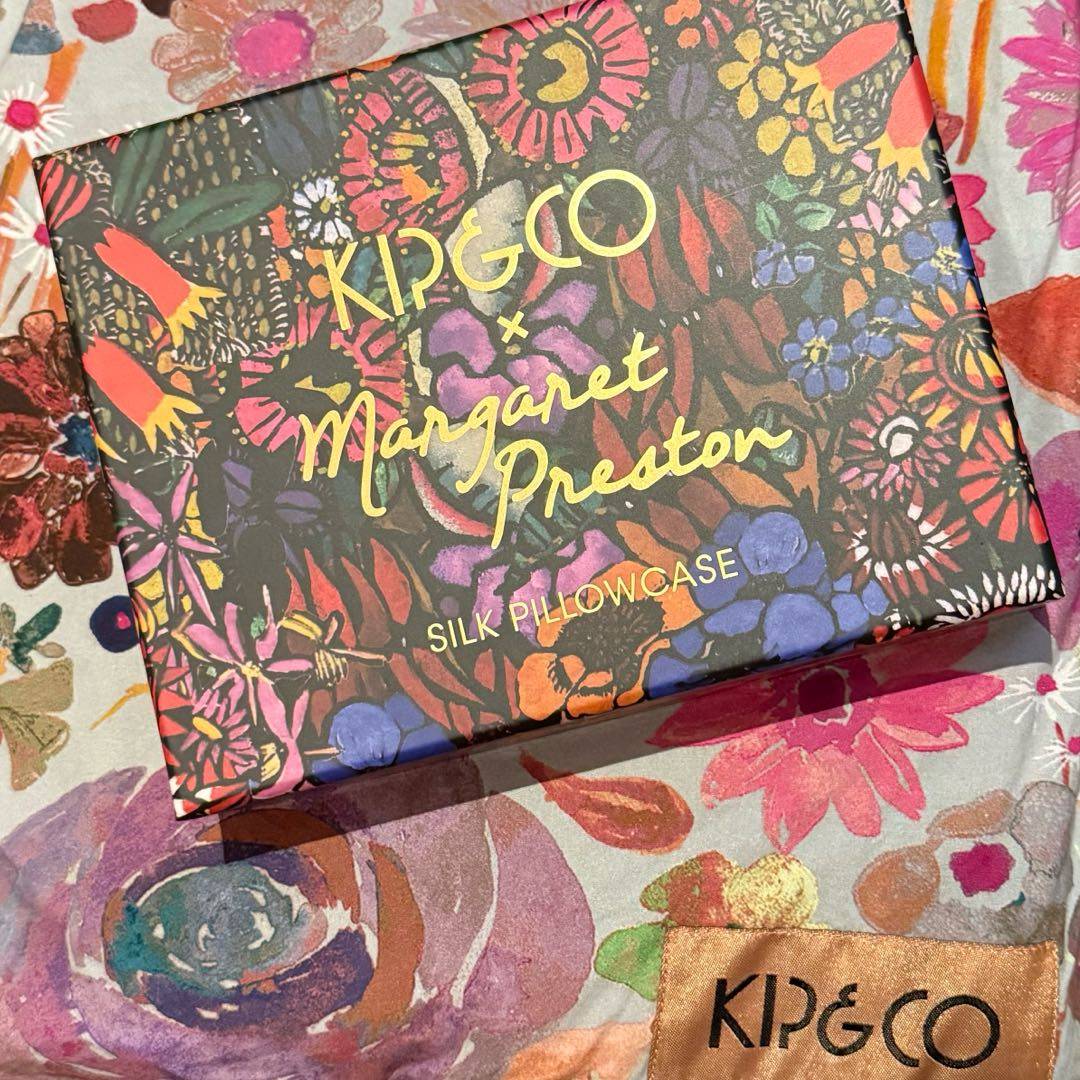 KIP&CO
×
Margaret
Preston
SILK PILLOWCASE
KIP&CO